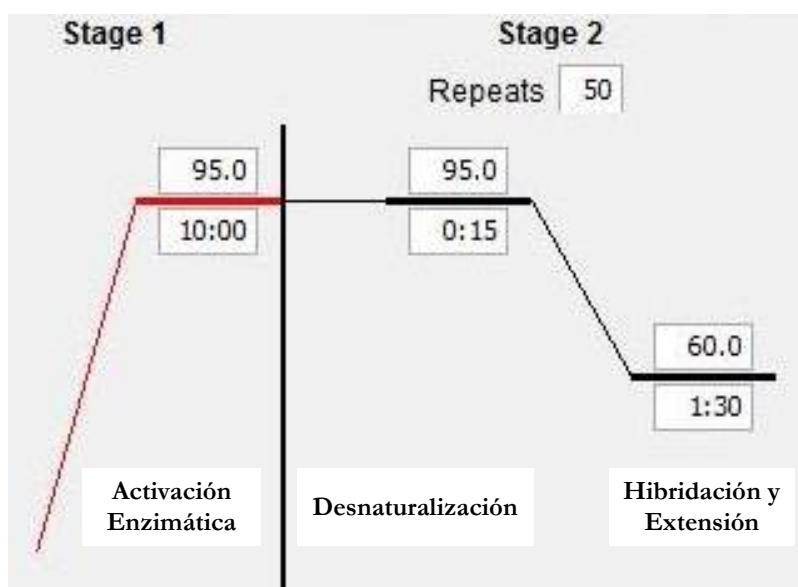 Stage 1
Stage 2
Repeats 50
95.0
10:00
95.0
0:15
60.0
1:30
Activación
Enzimática
Desnaturalización
Hibridación y
Extensión